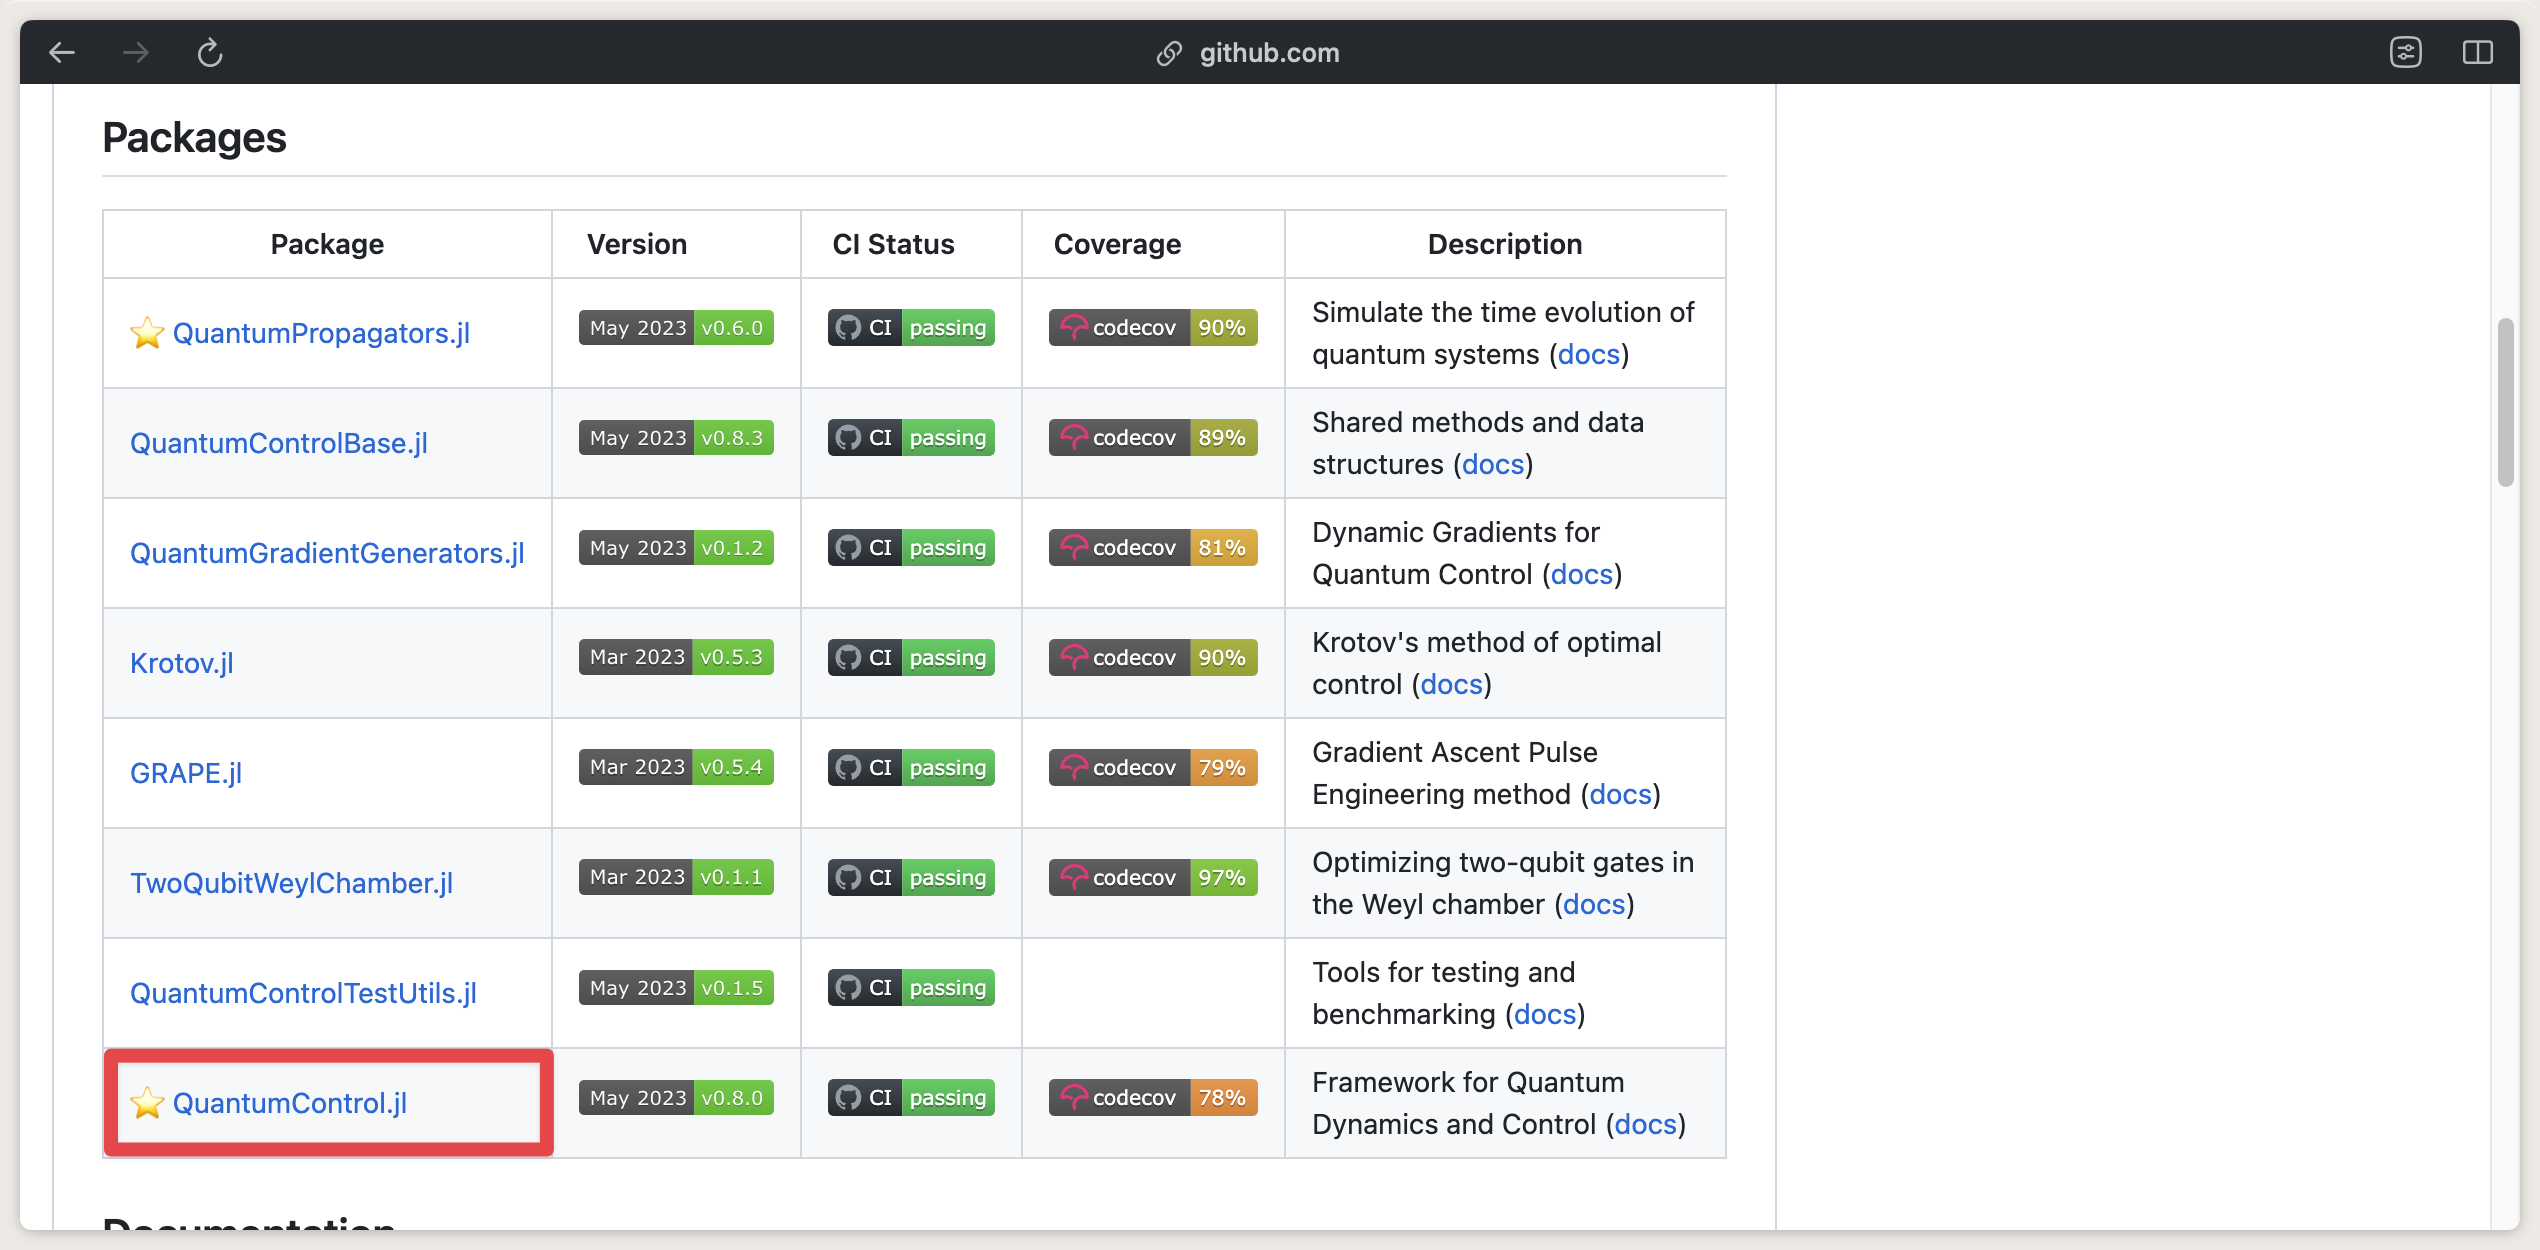 github.com
Packages
Package Version CI Status Coverage Description
QuantumPropagators.jl May 2023 v0.6.0 CI passing codecov 90% Simulate the time evolution of
quantum systems (docs)
QuantumControlBase.jl May 2023 v0.8.3 CI passing codecov 89% Shared methods and data
structures (docs)
QuantumGradientGenerators.jl May 2023 v0.1.2 CI passing codecov 81% Dynamic Gradients for
Quantum Control (docs)
Krotov.jl Mar 2023 v0.5.3 CI passing codecov 90% Krotov's method of optimal
control (docs)
GRAPE.jl Mar 2023 v0.5.4 CI passing codecov 79% Gradient Ascent Pulse
Engineering method (docs)
TwoQubitWeylChamber.jl Mar 2023 v0.1.1 CI passing codecov 97% Optimizing two-qubit gates in
the Weyl chamber (docs)
QuantumControlTestUtils.jl May 2023 v0.1.5 CI passing Tools for testing and
benchmarking (docs)
QuantumControl.jl May 2023 v0.8.0 CI passing codecov 78% Framework for Quantum
Dynamics and Control (docs)
Documentation